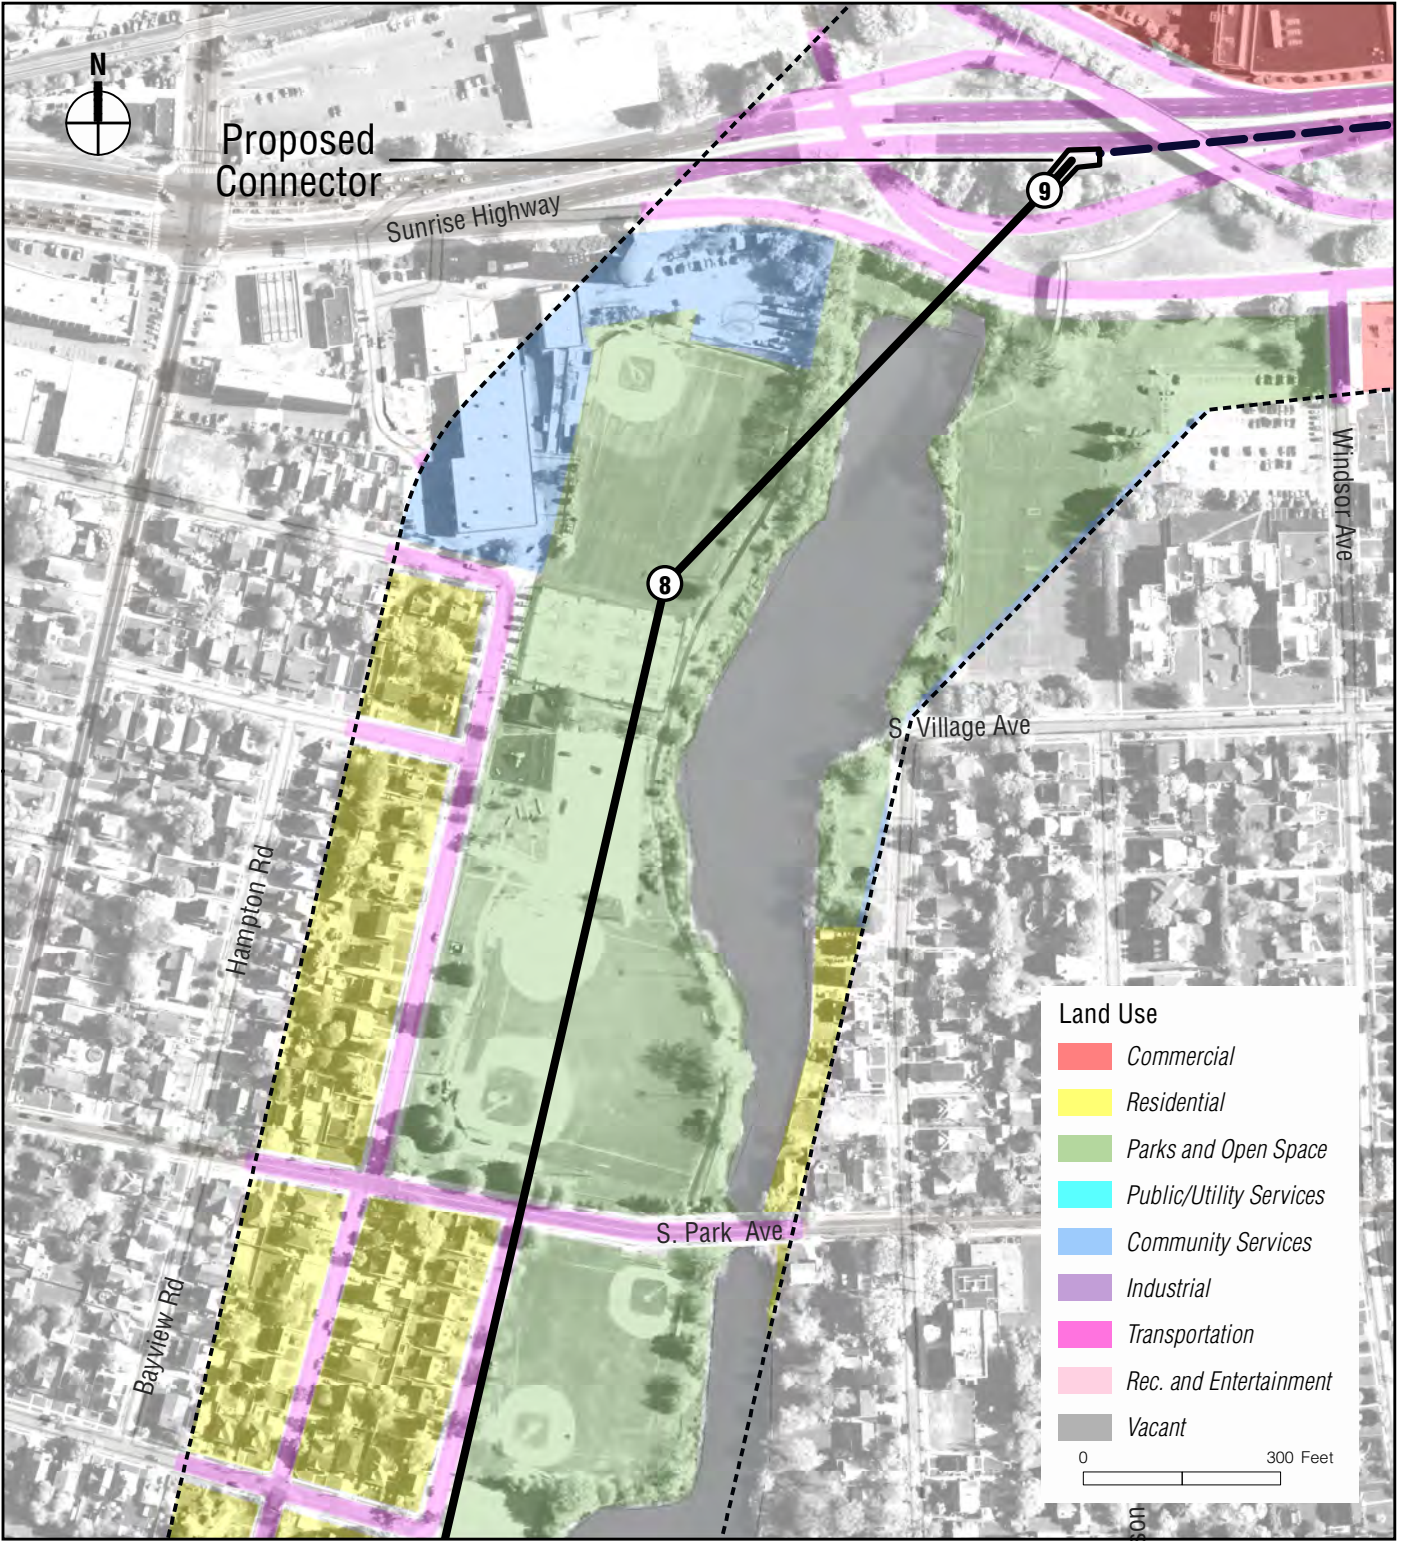 N
Proposed
Connector
Sunrise Highway
9
8
Windsor Ave
S. Village Ave
Hampton Rd
S. Park Ave
Bayview Rd
Land Use
Commercial
Residential
Parks and Open Space
Public/Utility Services
Community Services
Industrial
Transportation
Rec. and Entertainment
Vacant
0 300 Feet
son